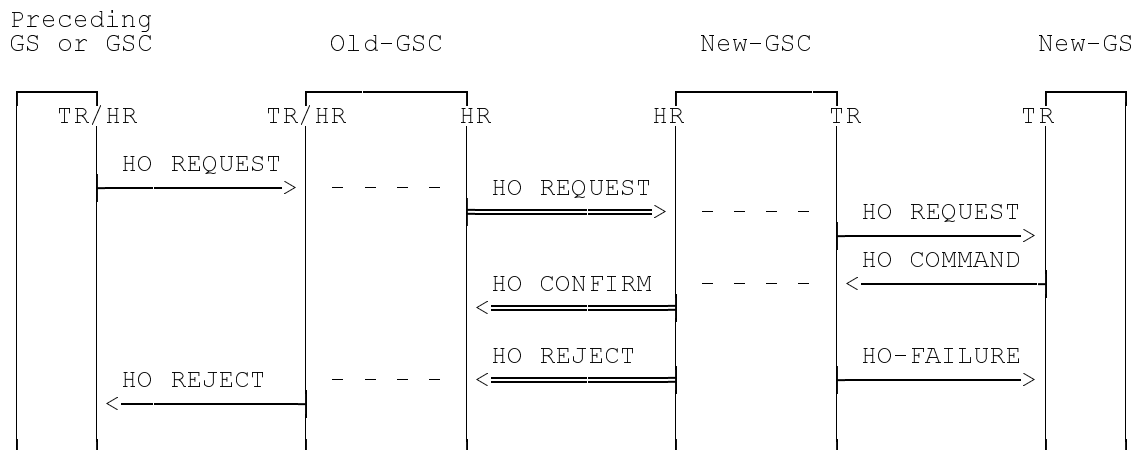 Preceding
GS or GSC
Old-GSC
New-GSC
New-GS
TR/HR
TR/HR
HR
HR
TR
TR
HO REQUEST
HO REQUEST
HO REQUEST
HO COMMAND
HO CONFIRM
HO REJECT
HO-FAILURE
HO REJECT